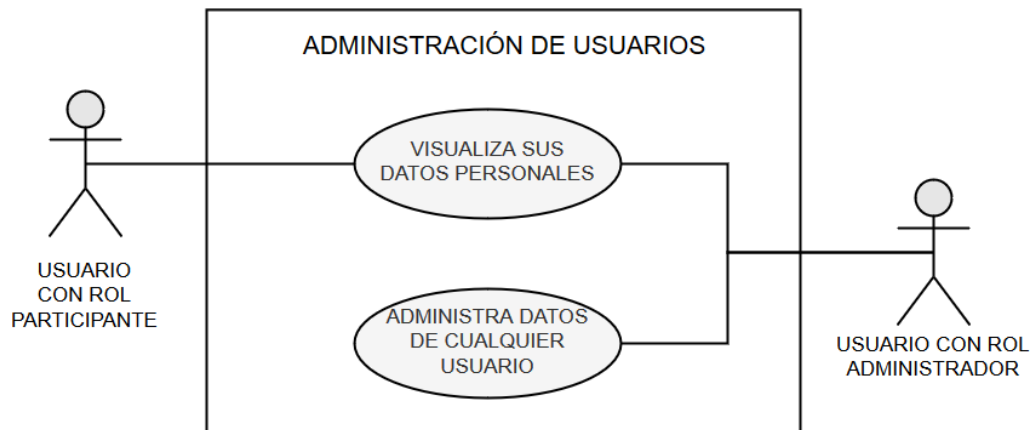 ADMINISTRACIÓN DE USUARIOS
VISUALIZA SUS
DATOS PERSONALES
USUARIO
CON ROL
PARTICIPANTE
ADMINISTRA DATOS
DE CUALQUIER
USUARIO
USUARIO CON ROL
ADMINISTRADOR